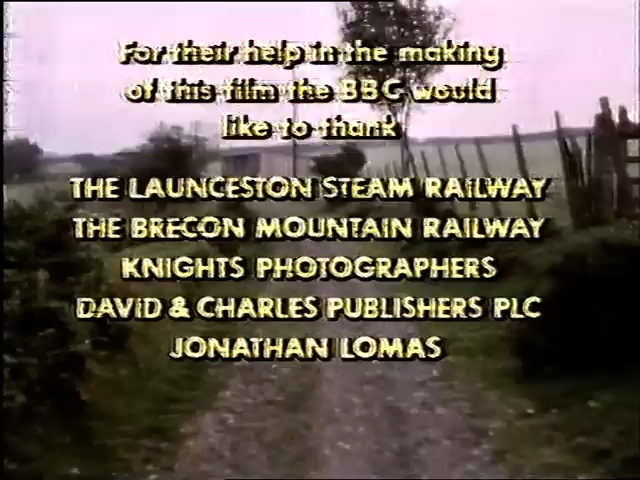 For their help in the making
of this film the BBC would
like to thank
THE LAUNCESTON STEAM RAILWAY
THE BRECON MOUNTAIN RAILWAY
KNIGHTS PHOTOGRAPHERS
DAVID & CHARLES PUBLISHERS PLC
JONATHAN LOMAS